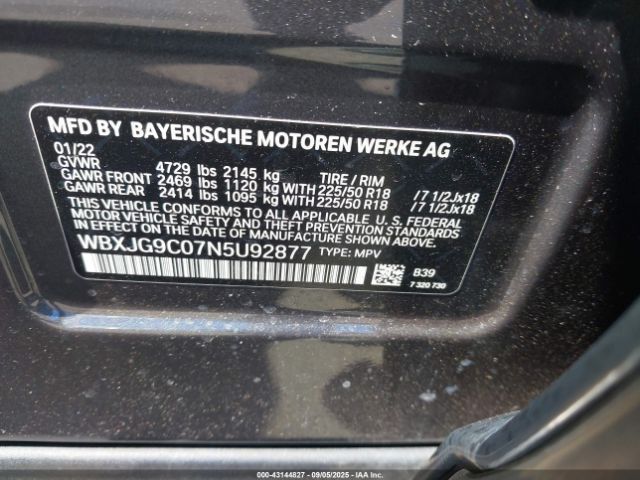 MFD BY BAYERISCHE MOTOREN WERKE AG
01/22
GVWR 4729 lbs 2145 kg TIRE / RIM
GAWR FRONT 2469 lbs 1120 kg WITH 225/50 R18 /7 1/2Jx18
GAWR REAR 2414 lbs 1095 kg WITH 225/50 R18 /7 1/2Jx18
THIS VEHICLE CONFORMS TO ALL APPLICABLE U. S. FEDERAL
MOTOR VEHICLE SAFETY AND THEFT PREVENTION STANDARDS
IN EFFECT ON THE DATE OF MANUFACTURE SHOWN ABOVE.
WBXJG9C07N5U92877 TYPE: MPV
B39
7 320 730
00-43144827 - 09/05/2025 - Copyright © IAA, Inc.